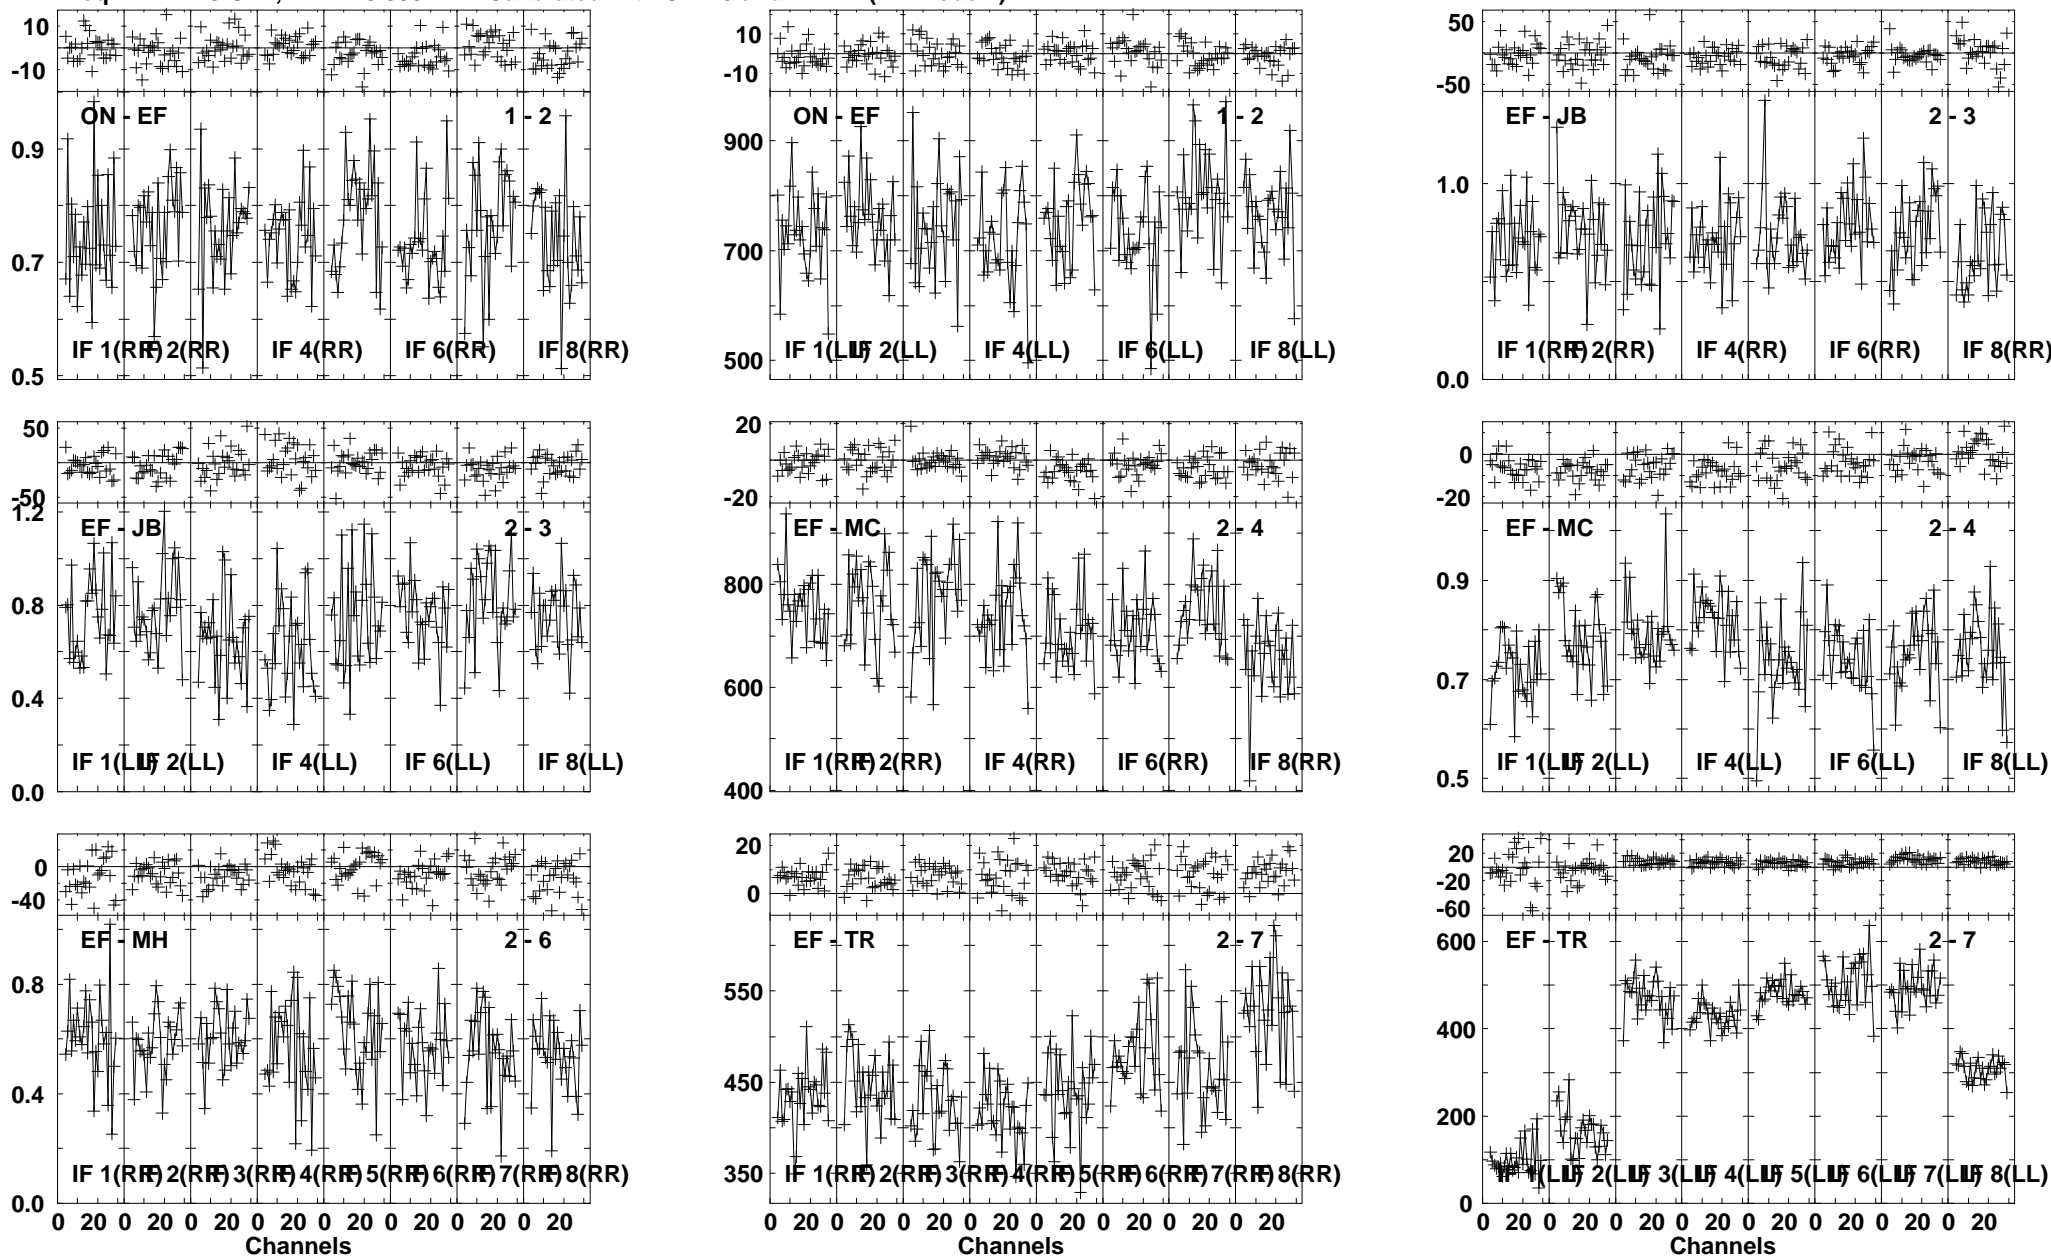 10
-10
ON - EF 1 - 2
0.9
0.7
0.5
IF 1(RR) IF 2(RR) IF 4(RR) IF 6(RR) IF 8(RR)
10
-10
ON - EF 1 - 2
900
700
500
IF 1(LL) IF 2(LL) IF 4(LL) IF 6(LL) IF 8(LL)
50
-50
EF - JB 2 - 3
1.0
0.0
IF 1(RR) IF 2(RR) IF 4(RR) IF 6(RR) IF 8(RR)
50
-50
1.2
EF - JB 2 - 3
0.8
0.4
0.0
IF 1(LL) IF 2(LL) IF 4(LL) IF 6(LL) IF 8(LL)
20
-20
EF - MC 2 - 4
800
600
400
IF 1(RR) IF 2(RR) IF 4(RR) IF 6(RR) IF 8(RR)
0
-20
EF - MC 2 - 4
0.9
0.7
0.5
IF 1(LL) IF 2(LL) IF 4(LL) IF 6(LL) IF 8(LL)
0
-40
EF - MH 2 - 6
0.8
0.4
0.0
IF 1(RR) IF 2(RR) IF 3(RR) IF 4(RR) IF 5(RR) IF 6(RR) IF 7(RR) IF 8(RR)
0 20 0 20 0 20 0 20 0 20 0 20 0 20 0 20
Channels
20
0
EF - TR 2 - 7
550
450
350
IF 1(RR) IF 2(RR) IF 3(RR) IF 4(RR) IF 5(RR) IF 6(RR) IF 7(RR) IF 8(RR)
0 20 0 20 0 20 0 20 0 20 0 20 0 20 0 20
Channels
20
-20
-60
EF - TR 2 - 7
600
400
200
0
IF 1(LL) IF 2(LL) IF 3(LL) IF 4(LL) IF 5(LL) IF 6(LL) IF 7(LL) IF 8(LL)
0 20 0 20 0 20 0 20 0 20 0 20 0 20 0 20
Channels